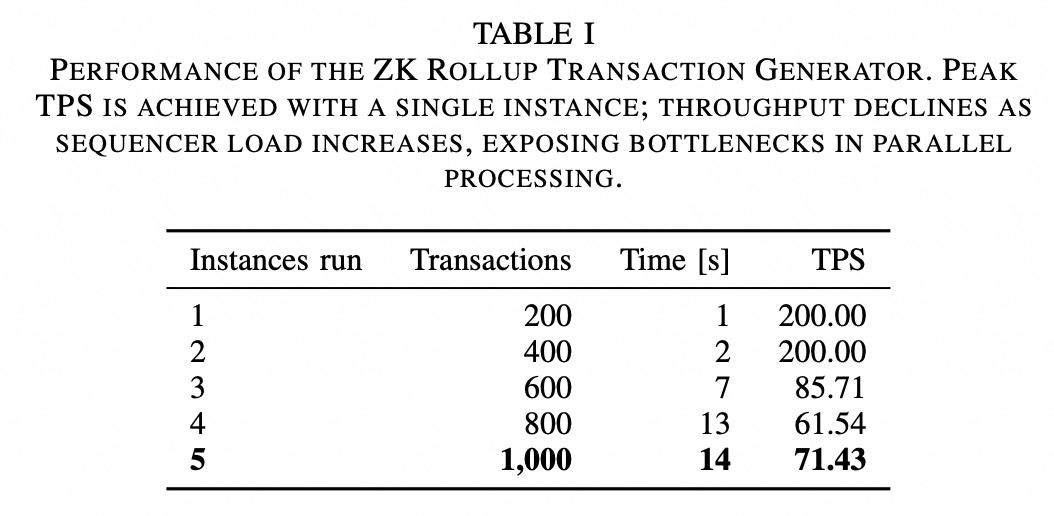 TABLE I
PERFORMANCE OF THE ZK ROLLUP TRANSACTION GENERATOR. PEAK
TPS IS ACHIEVED WITH A SINGLE INSTANCE; THROUGHPUT DECLINES AS
SEQUENCER LOAD INCREASES, EXPOSING BOTTLENECKS IN PARALLEL
PROCESSING.
Instances run Transactions Time [s] TPS
1 200 1 200.00
2 400 2 200.00
3 600 7 85.71
4 800 13 61.54
5 1,000 14 71.43